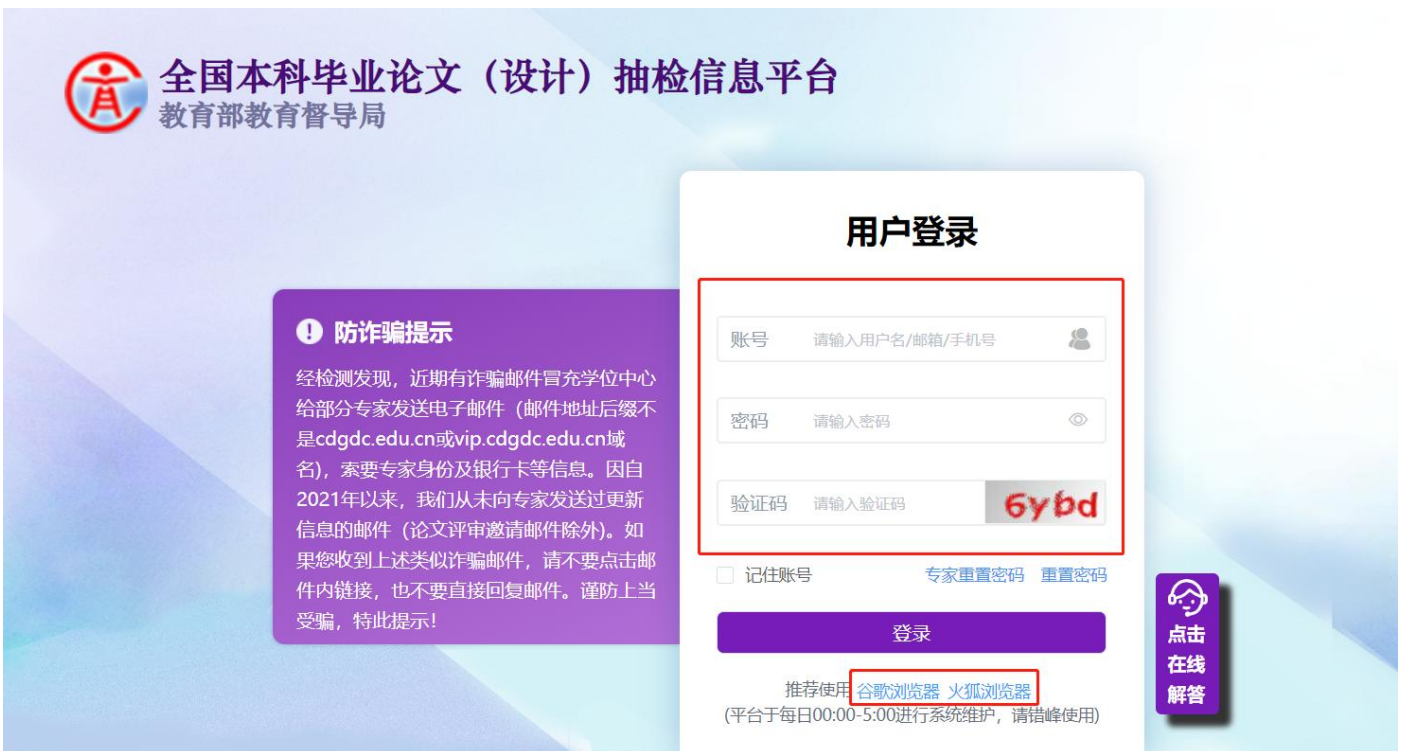 全国本科毕业论文（设计）抽检信息平台
教育部教育督导局
用户登录
防诈骗提示
经检测发现，近期有诈骗邮件冒充学位中心
给部分专家发送电子邮件（邮件地址后缀不
是cdgdc.edu.cn或vip.cdgdc.edu.cn域
名)，索要专家身份及银行卡等信息。因自
2021年以来，我们从未向专家发送过更新
信息的邮件（论文评审邀请邮件除外)。如
果您收到上述类似诈骗邮件，请不要点击邮
件内链接，也不要直接回复邮件。谨防上当
受骗，特此提示！
账号 请输入用户名/邮箱/手机号
密码 请输入密码
验证码 请输入验证码 6ybd
记住账号 专家重置密码 重置密码
登录
推荐使用 谷歌浏览器 火狐浏览器
(平台于每日00:00-5:00进行系统维护，请错峰使用)
点击
在线
解答